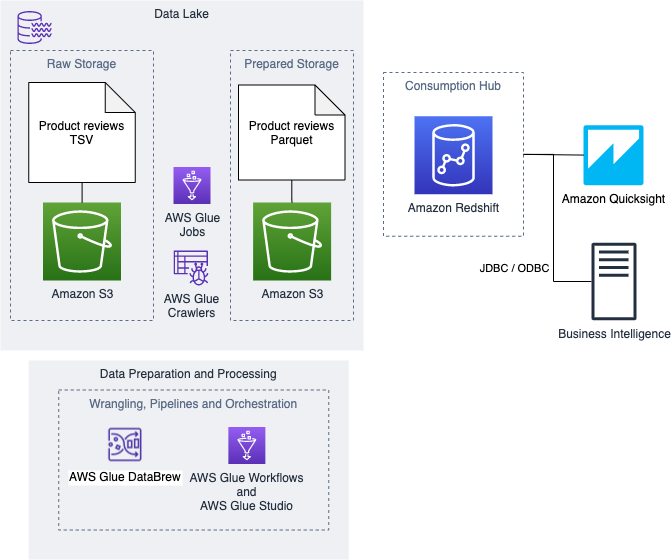 Data Lake
Raw Storage
Product reviews
TSV
Amazon S3
AWS Glue
Jobs
AWS Glue
Crawlers
Prepared Storage
Product reviews
Parquet
Amazon S3
Consumption Hub
Amazon Redshift
Amazon Quicksight
JDBC / ODBC
Business Intelligence
Data Preparation and Processing
Wrangling, Pipelines and Orchestration
AWS Glue DataBrew
AWS Glue Workflows
and
AWS Glue Studio